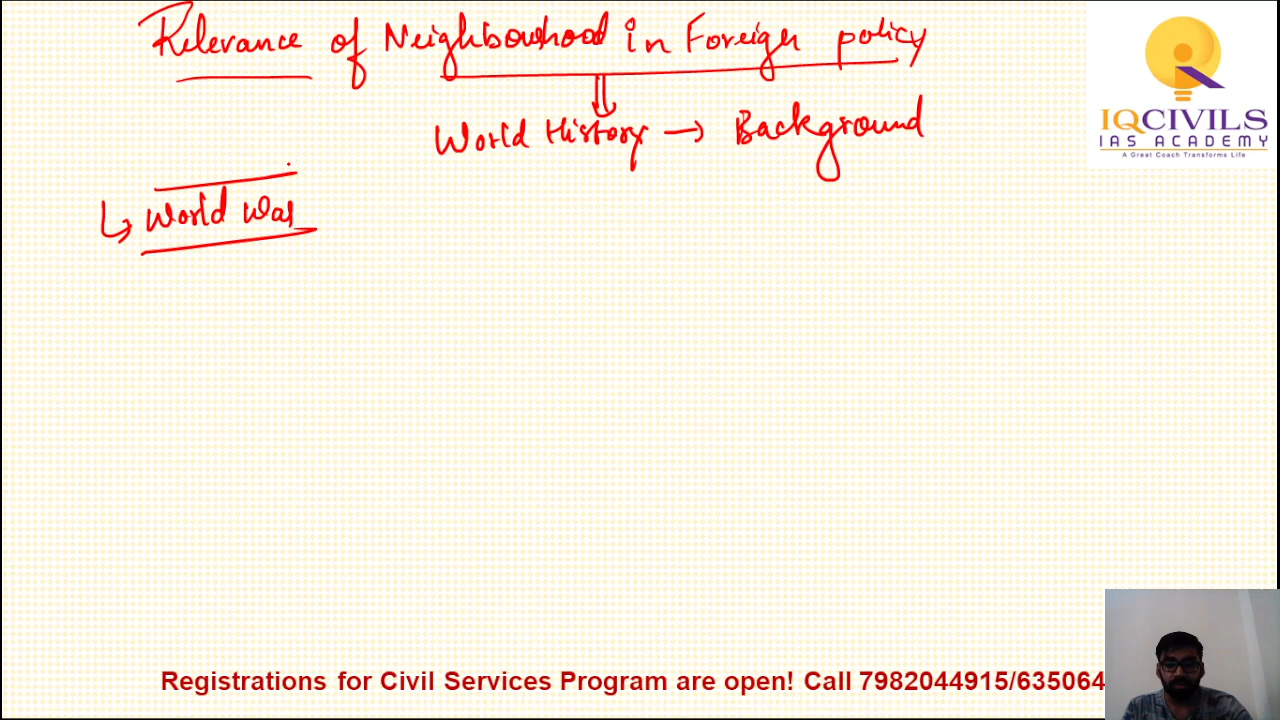 Relevance of Neighbourhood in Foreign policy
World History → Background
↳ World War
IQCIVILS
IAS ACADEMY
A Great Coach Transforms Life
Registrations for Civil Services Program are open! Call 7982044915/635064